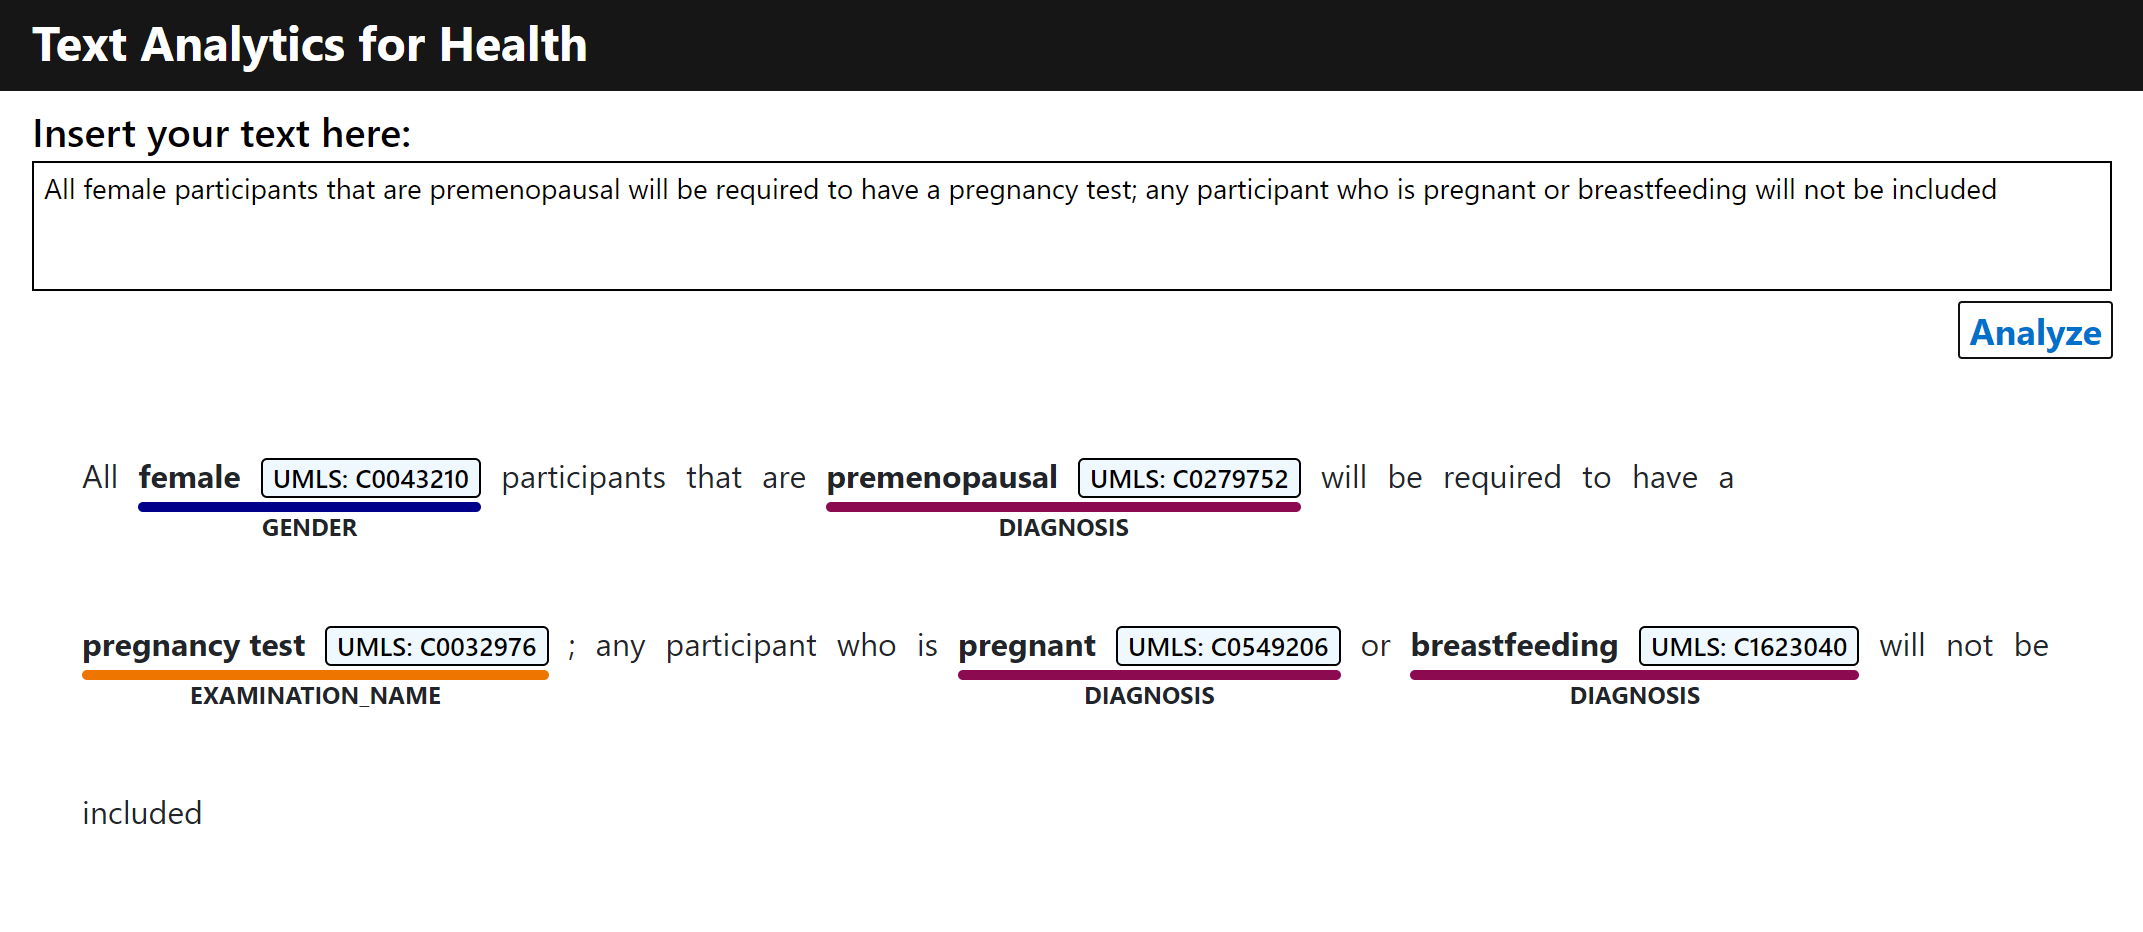 Text Analytics for Health
Insert your text here:
All female participants that are premenopausal will be required to have a pregnancy test; any participant who is pregnant or breastfeeding will not be included
Analyze
All female UMLS: C0043210 participants that are premenopausal UMLS: C0279752 will be required to have a
GENDER DIAGNOSIS
pregnancy test UMLS: C0032976 ; any participant who is pregnant UMLS: C0549206 or breastfeeding UMLS: C1623040 will not be
EXAMINATION_NAME DIAGNOSIS DIAGNOSIS
included